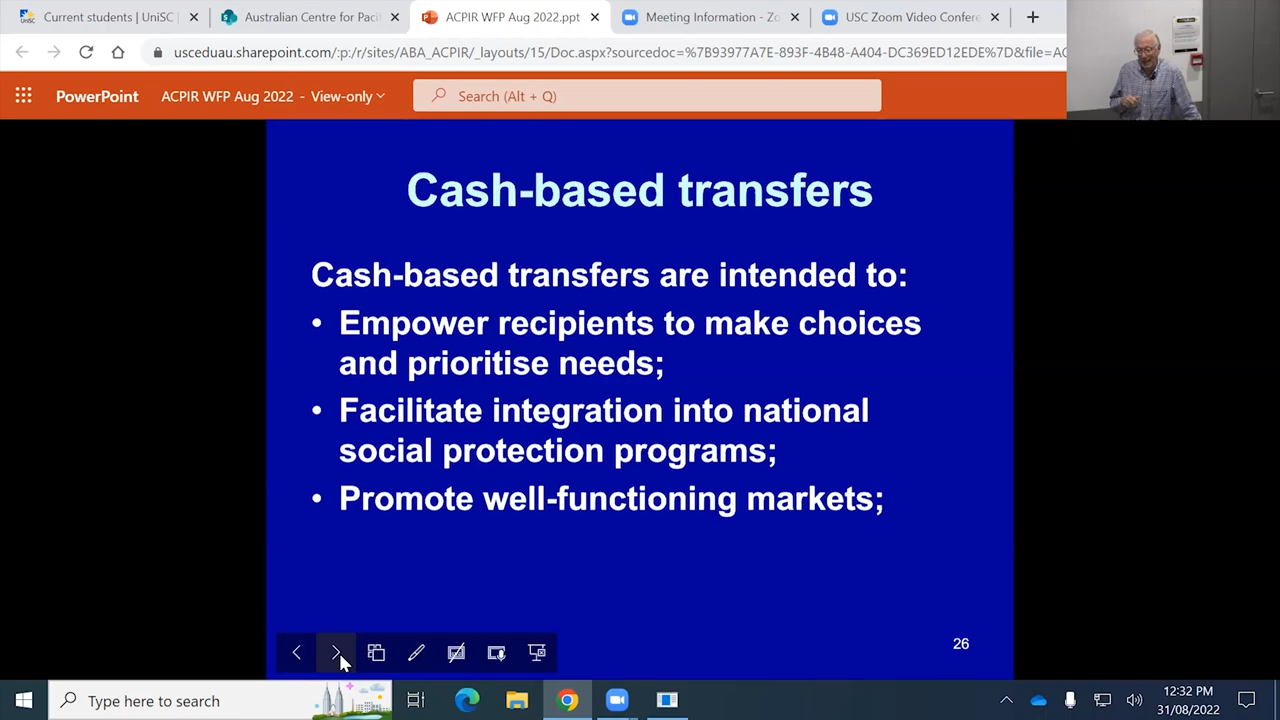 Current students | UniSC |
Australian Centre for Pacif
ACPIR WFP Aug 2022.ppt
Meeting Information - Zo
USC Zoom Video Confere
usceduau.sharepoint.com/:p:/r/sites/ABA_ACPIR/_layouts/15/Doc.aspx?sourcedoc=%7B93977A7E-893F-4B48-A404-DC369ED12EDE%7D&file=AC
PowerPoint
ACPIR WFP Aug 2022 - View-only
Search (Alt + Q)
Cash-based transfers
Cash-based transfers are intended to:
• Empower recipients to make choices
and prioritise needs;
• Facilitate integration into national
social protection programs;
• Promote well-functioning markets;
26
Type here to search
12:32 PM
31/08/2022